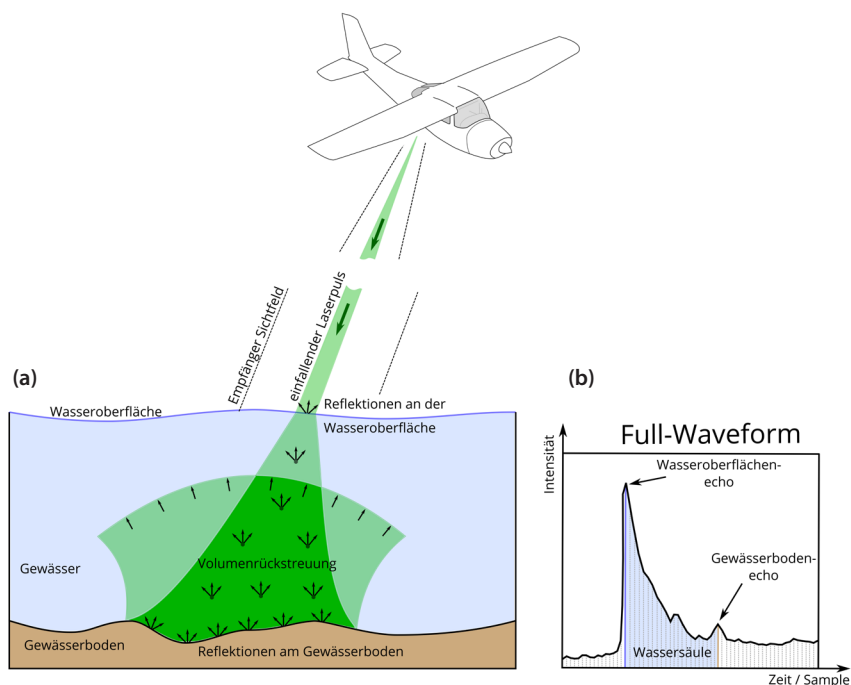 Empfänger Sichtfeld
einfallender Laserpuls
(a)
Wasseroberfläche
Reflektionen an der
Wasseroberfläche
Gewässer
Volumenrückstreuung
Gewässerboden
Reflektionen am Gewässerboden
(b)
Full-Waveform
Intensität
Wasseroberflächen-
echo
Gewässerboden-
echo
Wassersäule
Zeit / Sample